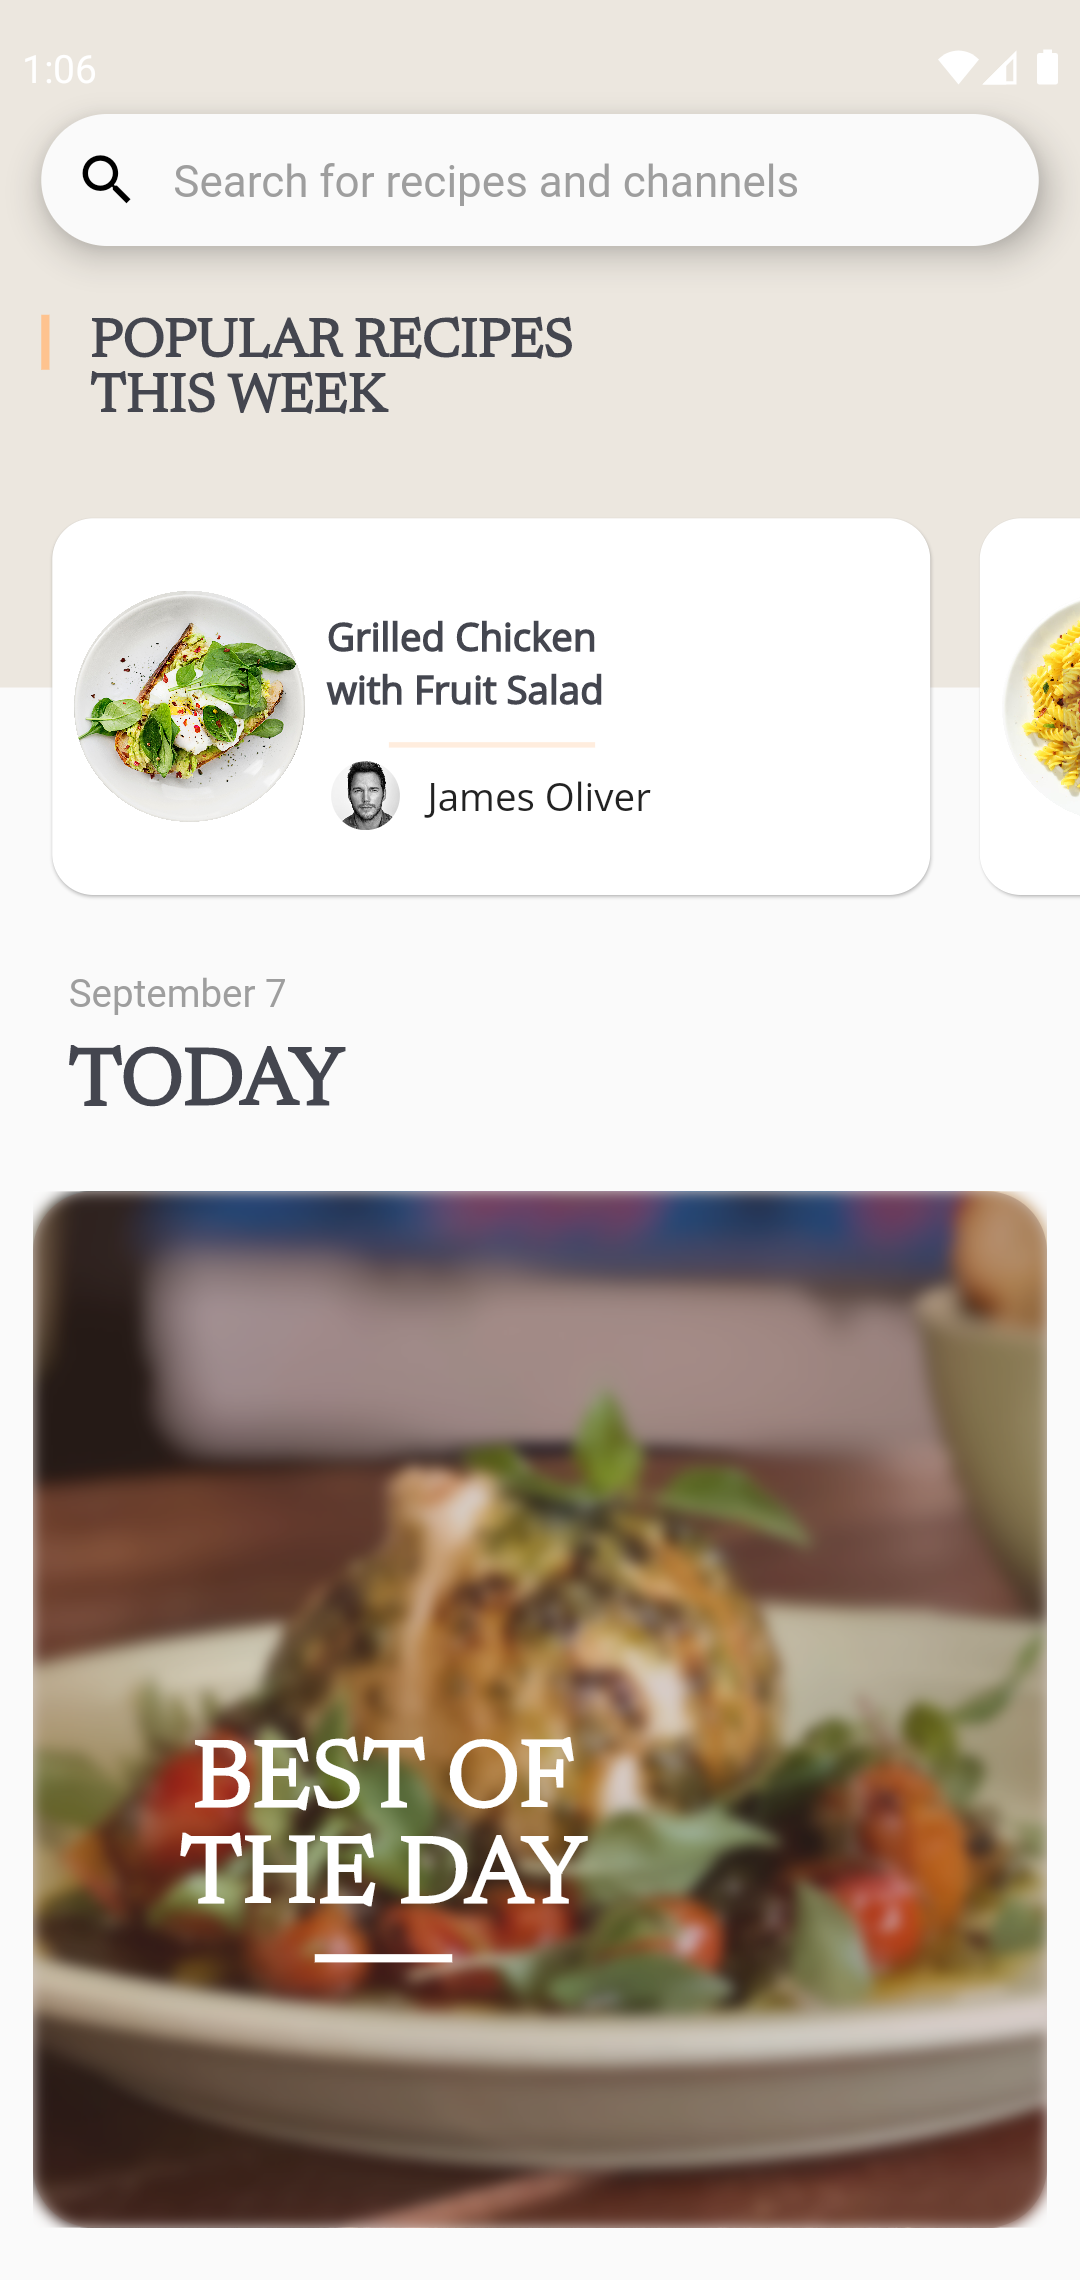 1:06
Search for recipes and channels
POPULAR RECIPES
THIS WEEK
Grilled Chicken
with Fruit Salad
James Oliver
September 7
TODAY
BEST OF
THE DAY